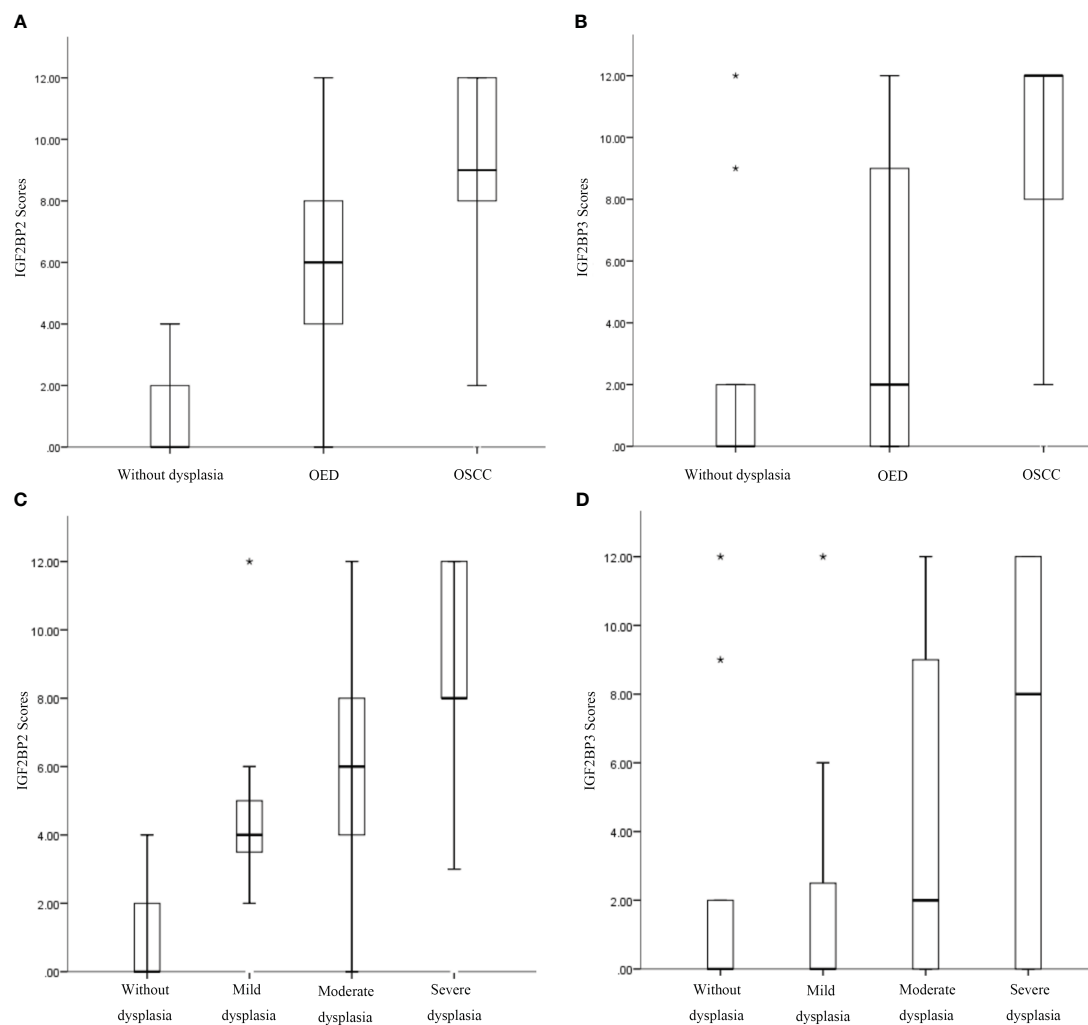 A
12.00
10.00
8.00
6.00
4.00
2.00
.00
IGF2BP2 Scores
Without dysplasia OED OSCC
B
12.00
10.00
8.00
6.00
4.00
2.00
.00
IGF2BP3 Scores
Without dysplasia OED OSCC
C
12.00
10.00
8.00
6.00
4.00
2.00
.00
IGF2BP2 Scores
Without Mild Moderate Severe
dysplasia dysplasia dysplasia dysplasia
D
12.00
10.00
8.00
6.00
4.00
2.00
.00
IGF2BP3 Scores
Without Mild Moderate Severe
dysplasia dysplasia dysplasia dysplasia